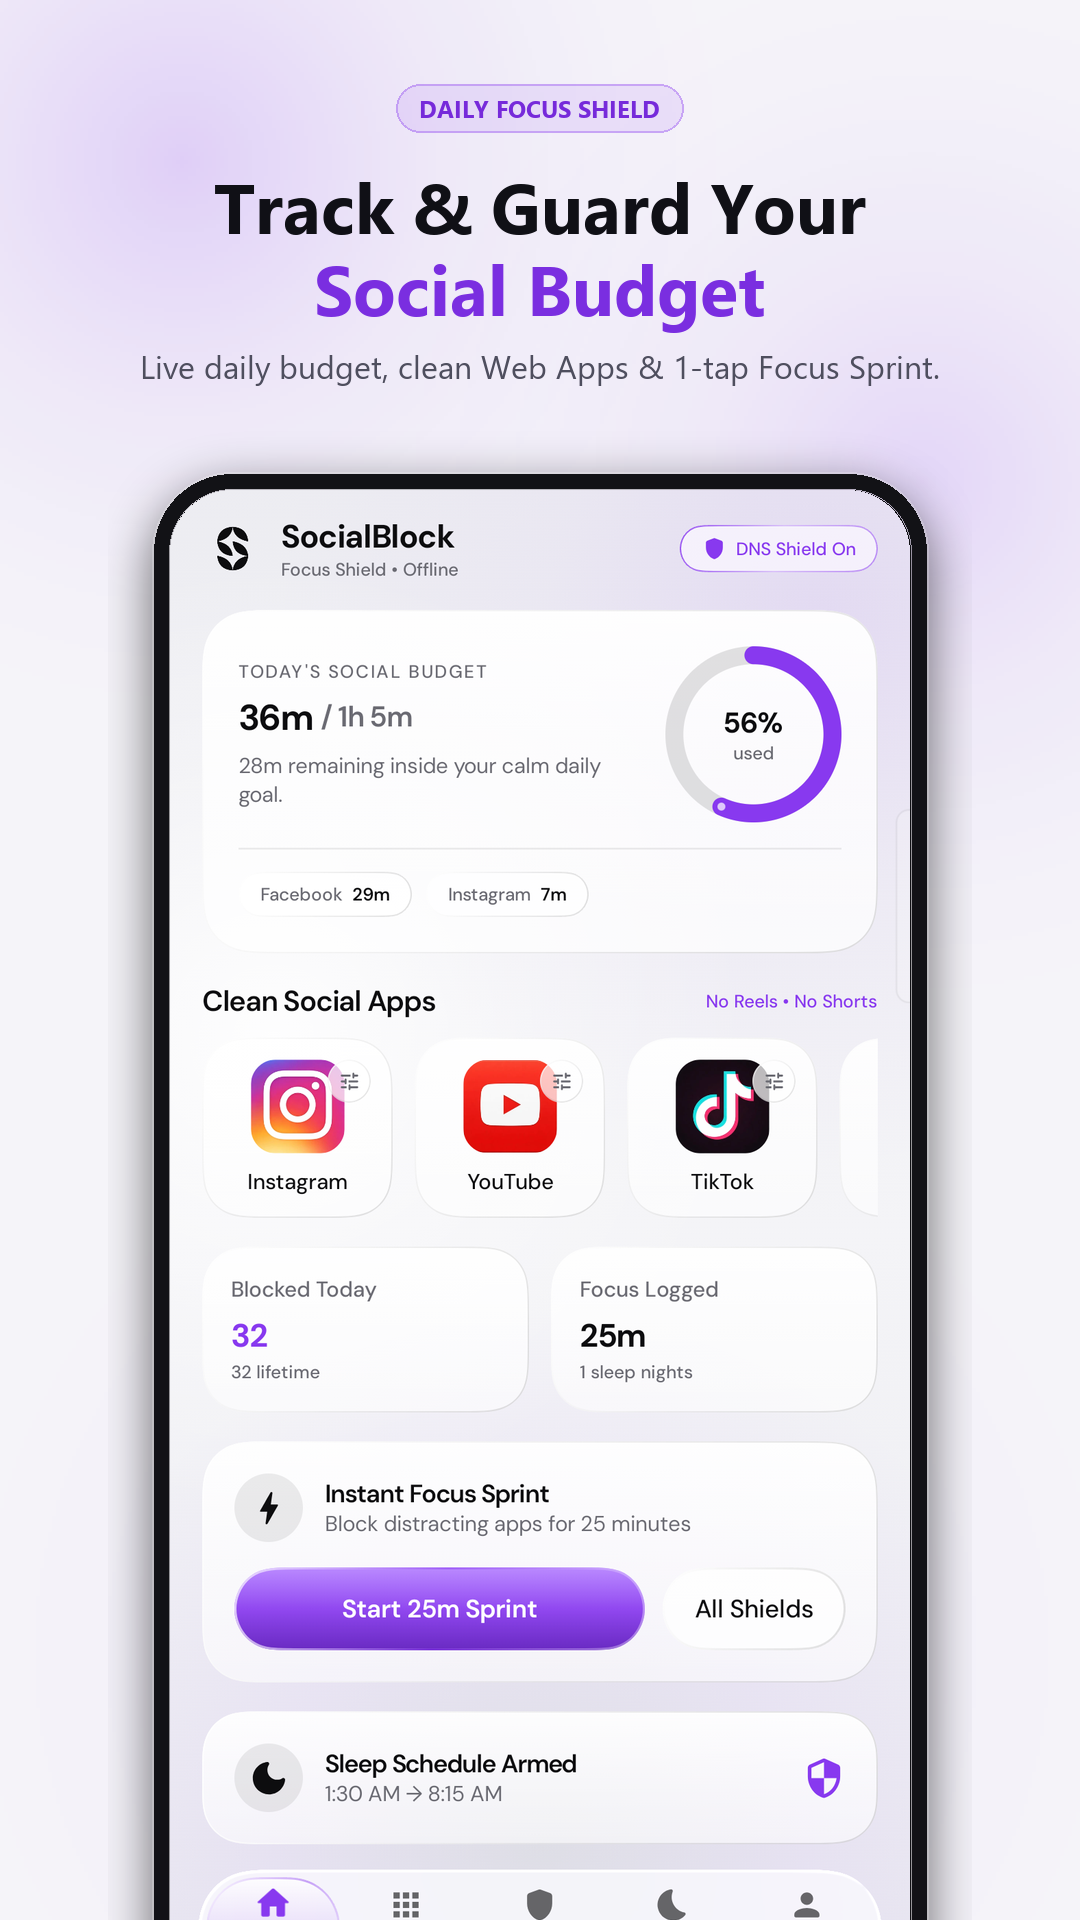 DAILY FOCUS SHIELD
Track & Guard Your
Social Budget
Live daily budget, clean Web Apps & 1-tap Focus Sprint.
SocialBlock
Focus Shield • Offline
DNS Shield On
TODAY'S SOCIAL BUDGET
36m / 1h 5m
28m remaining inside your calm daily
goal.
56%
used
Facebook 29m
Instagram 7m
Clean Social Apps
No Reels • No Shorts
Instagram
YouTube
TikTok
Blocked Today
32
32 lifetime
Focus Logged
25m
1 sleep nights
Instant Focus Sprint
Block distracting apps for 25 minutes
Start 25m Sprint
All Shields
Sleep Schedule Armed
1:30 AM → 8:15 AM